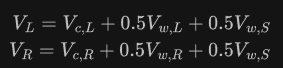 V_L = V_{c,L} + 0.5V_{w,L} + 0.5V_{w,S}
V_R = V_{c,R} + 0.5V_{w,R} + 0.5V_{w,S}